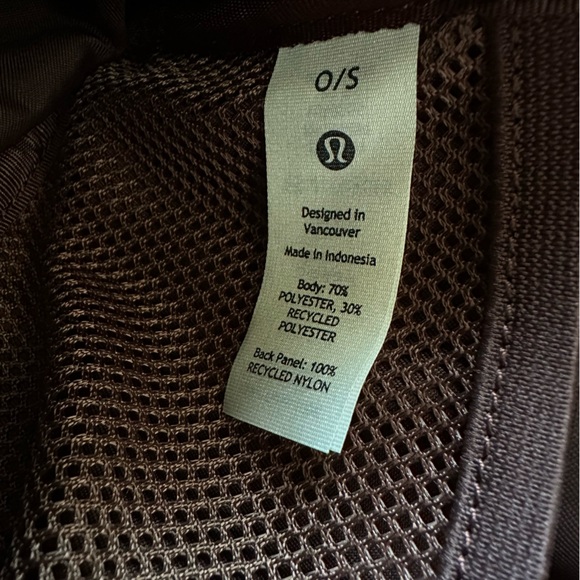 O/S
Designed in
Vancouver
Made in Indonesia
Body: 70%
POLYESTER, 30%
RECYCLED
POLYESTER
Back Panel: 100%
RECYCLED NYLON